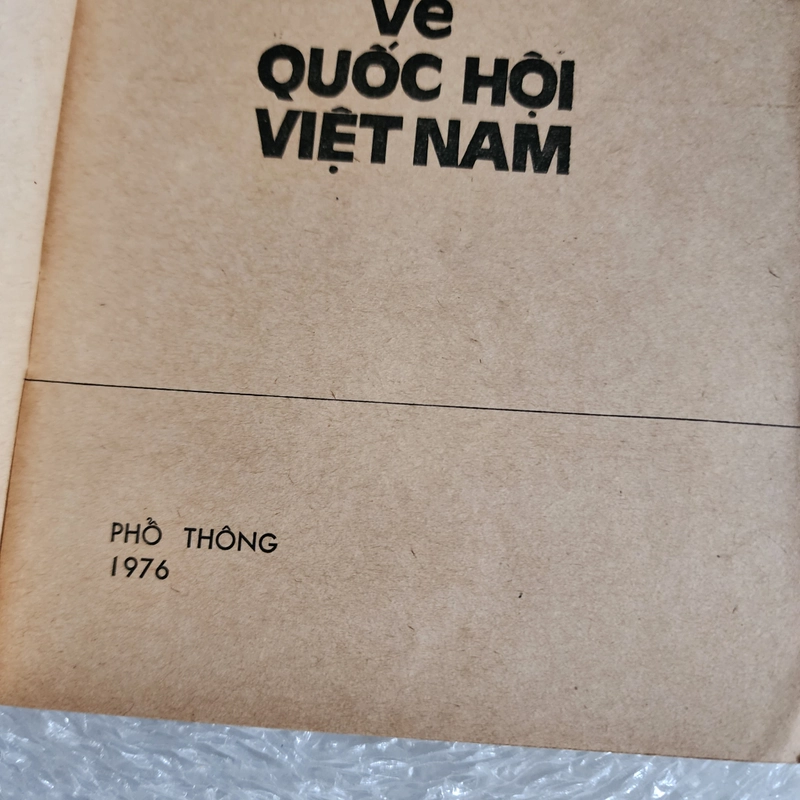 Về
QUỐC HỘI
VIỆT NAM
PHỔ THÔNG
1976